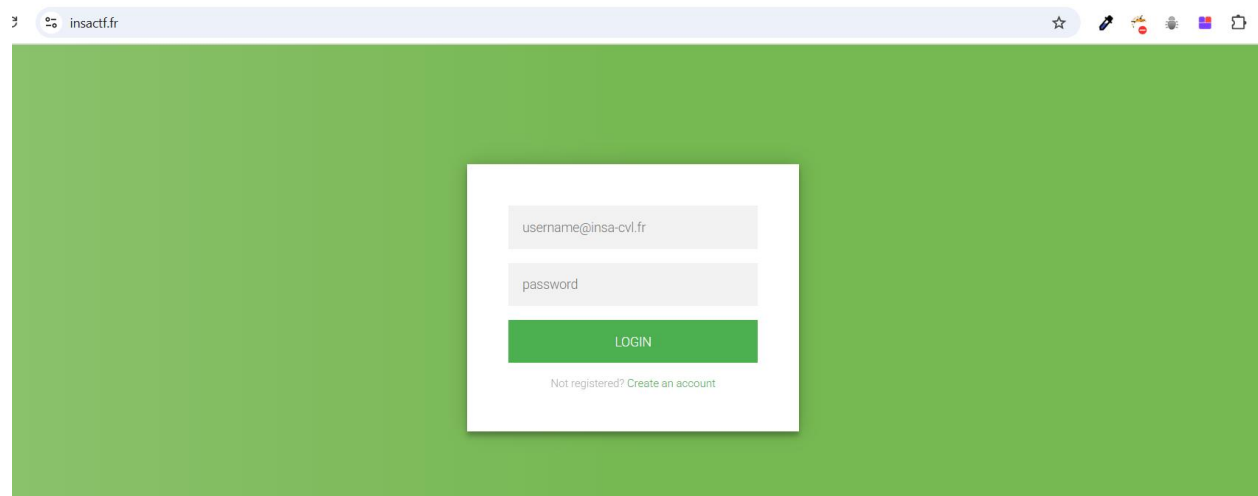 insactf.fr
username@insa-cvl.fr
password
LOGIN
Not registered? Create an account